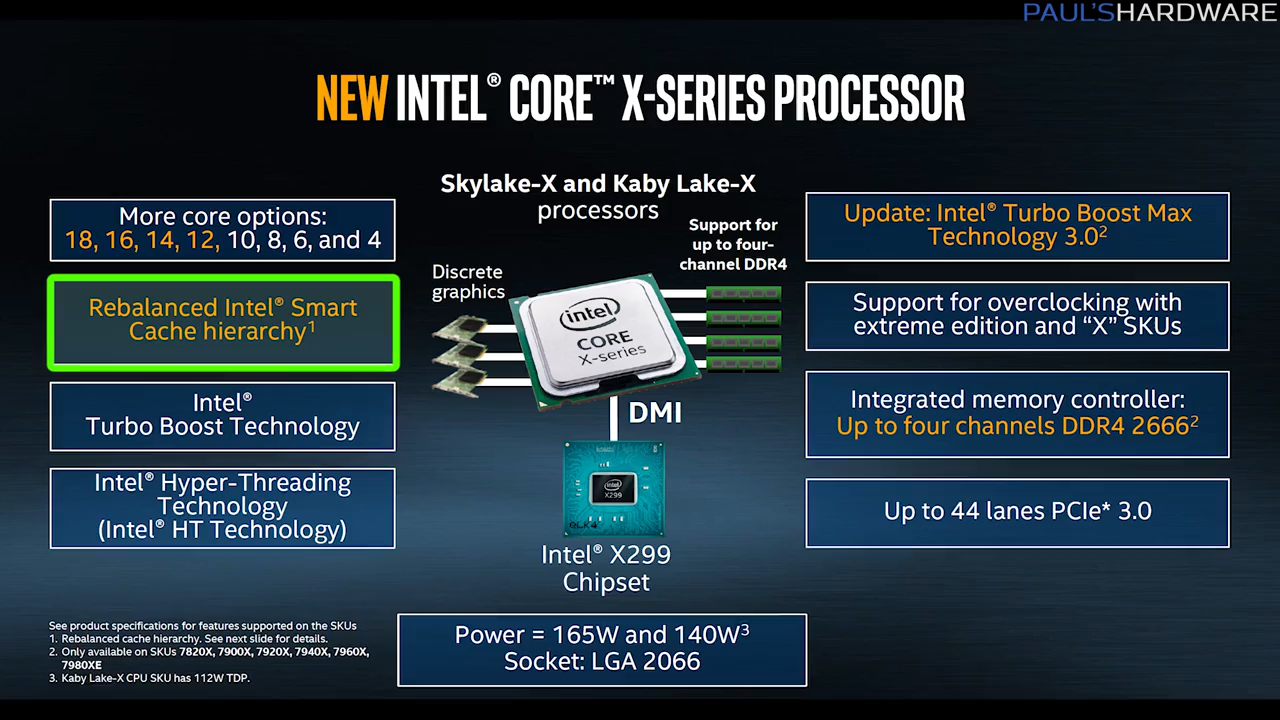 PAUL'S HARDWARE
NEW INTEL® CORE™ X-SERIES PROCESSOR
More core options:
18, 16, 14, 12, 10, 8, 6, and 4
Rebalanced Intel® Smart
Cache hierarchy1
Intel®
Turbo Boost Technology
Intel® Hyper-Threading
Technology
(Intel® HT Technology)
Skylake-X and Kaby Lake-X
processors
Support for
up to four-
channel DDR4
Discrete
graphics
intel
CORE
X-series
DMI
intel
X299
QLK4
Intel® X299
Chipset
Update: Intel® Turbo Boost Max
Technology 3.0²
Support for overclocking with
extreme edition and “X” SKUs
Integrated memory controller:
Up to four channels DDR4 2666²
Up to 44 lanes PCIe* 3.0
Power = 165W and 140W³
Socket: LGA 2066
See product specifications for features supported on the SKUs
1. Rebalanced cache hierarchy. See next slide for details.
2. Only available on SKUs 7820X, 7900X, 7920X, 7940X, 7960X,
7980XE
3. Kaby Lake-X CPU SKU has 112W TDP.